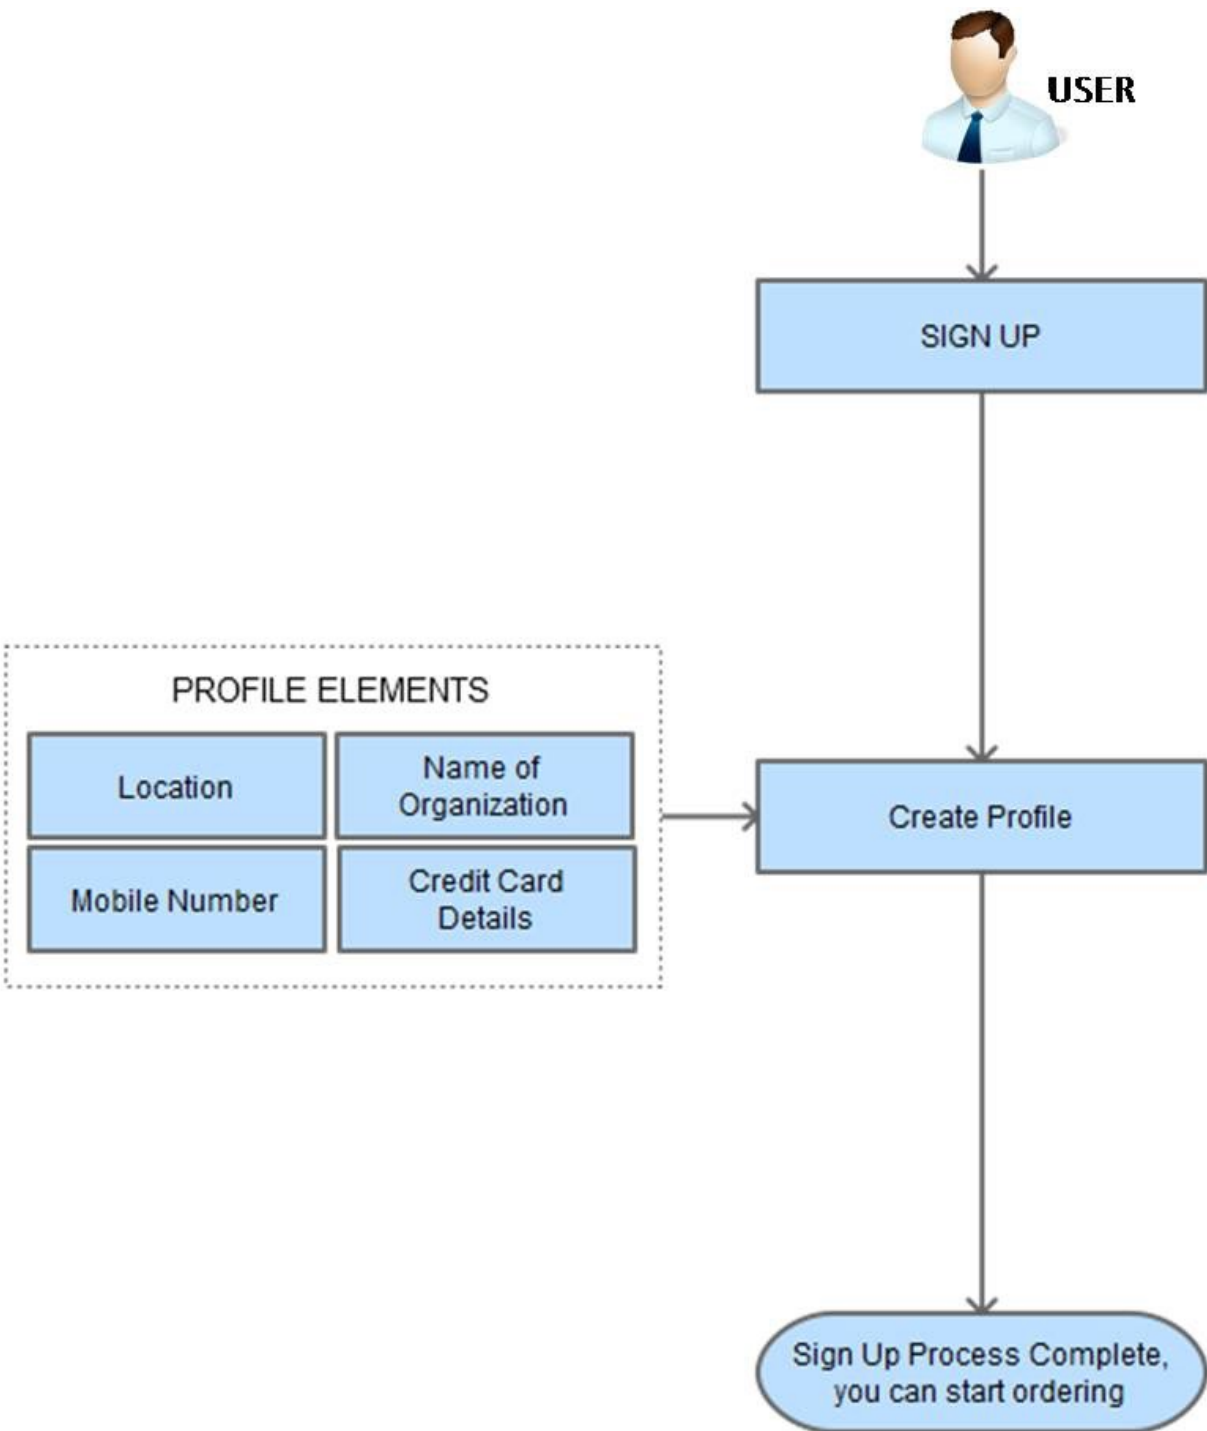 USER
SIGN UP
PROFILE ELEMENTS
Location
Name of
Organization
Mobile Number
Credit Card
Details
Create Profile
Sign Up Process Complete,
you can start ordering